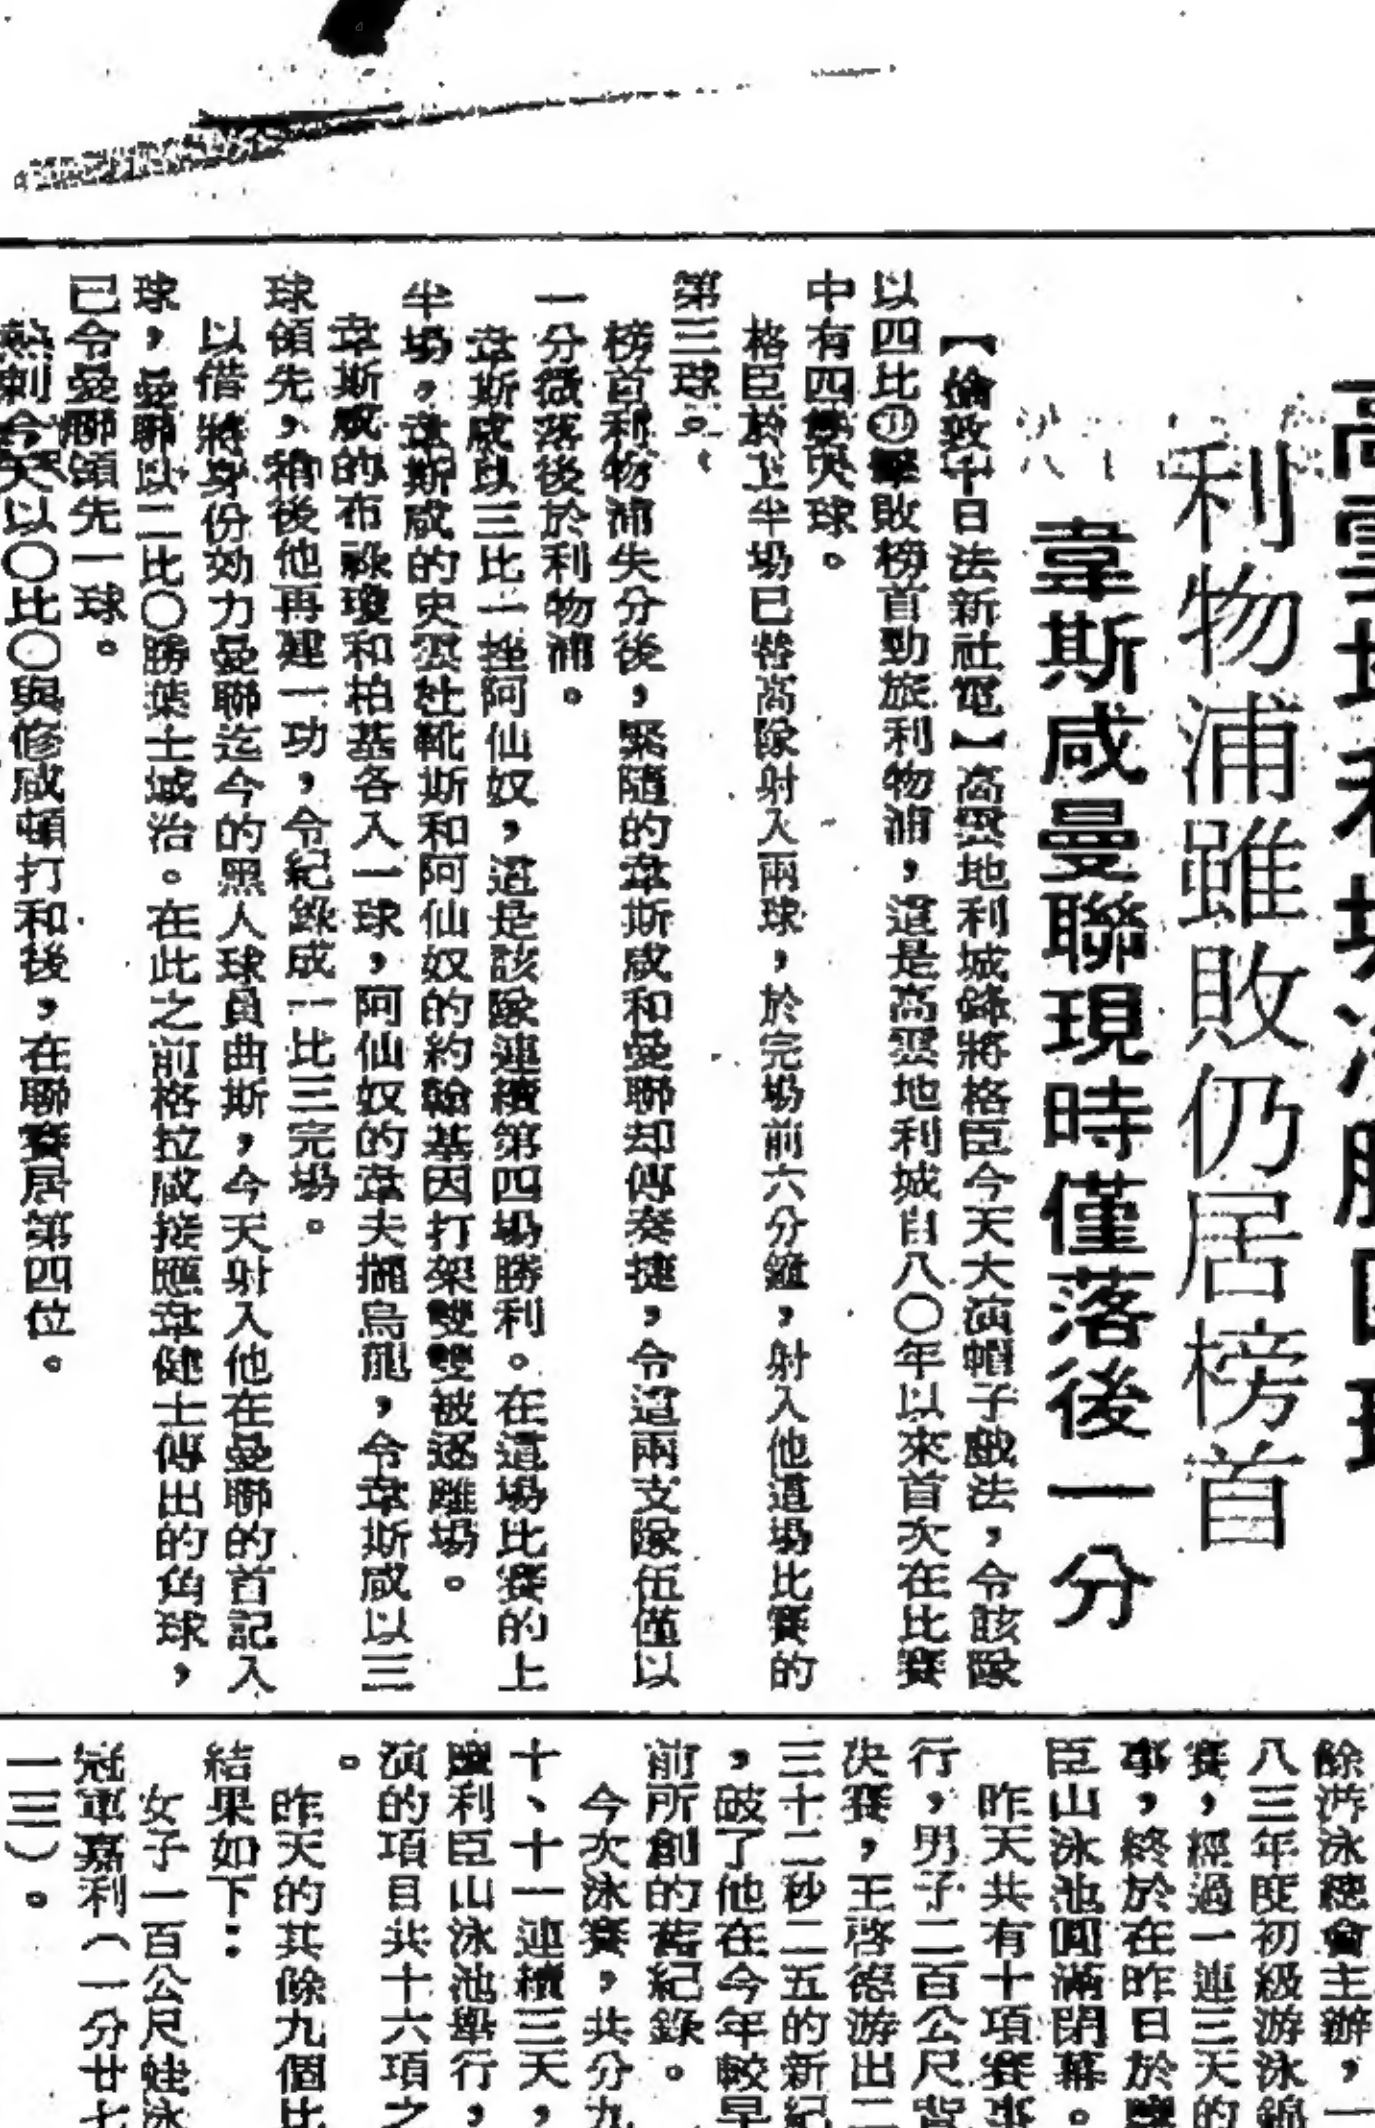 利物浦雖敗仍居榜首
韋斯咸曼聯現時僅落後一分
【倫敦十日法新社電】高雲地利城鋒將格臣今天大演帽子戲法，令該隊
以四比〇擊敗榜首勁旅利物浦，這是高雲地利城自八〇年以來首次在比賽
中有四雙英球。
格臣於上半場已替高隊射入兩球，於完場前六分鐘，射入他這場比賽的
第三球。
榜首利物浦失分後，緊隨的韋斯咸和曼聯却傳奏捷，令這兩支隊伍僅以
一分微落後於利物浦。
韋斯咸以三比一挫阿仙奴，這是該隊連續第四場勝利。在這場比賽的上
半場，韋斯咸的史雲社靴斯和阿仙奴的約翰基因打架雙雙被逐離場。
韋斯咸的布祿瓊和柏基各入一球，阿仙奴的韋夫擺烏龍，令韋斯咸以三
球領先，稍後他再建一功，令紀錄成一比三完場。
以借將身份効力曼聯迄今的黑人球員曲斯，今天射入他在曼聯的首記入
球，曼聯以二比〇勝葉士域治。在此之前格拉咸接應韋健士傳出的角球，
已令曼聯領先一球。
熱刺今天以〇比〇與修咸頓打和後，在聯賽居第四位。
餘游泳總會主辦，一
八三年度初級游泳錦
賽，經過一連三天的
事，終於在昨日於
臣山泳池圓滿閉幕。
昨天共有十項賽事
行，男子二百公尺背
決賽，王啓德游出二
三十二秒二五的新紀
，破了他在今年較早
前所創的舊紀錄。
今次泳賽，共分九
十、十一連續三天，
利臣山泳池舉行，
演的項目共十六項之
。
昨天的其餘九個比
結果如下：
女子一百公尺蛙泳
冠軍嘉利（一分廿七
一三）。